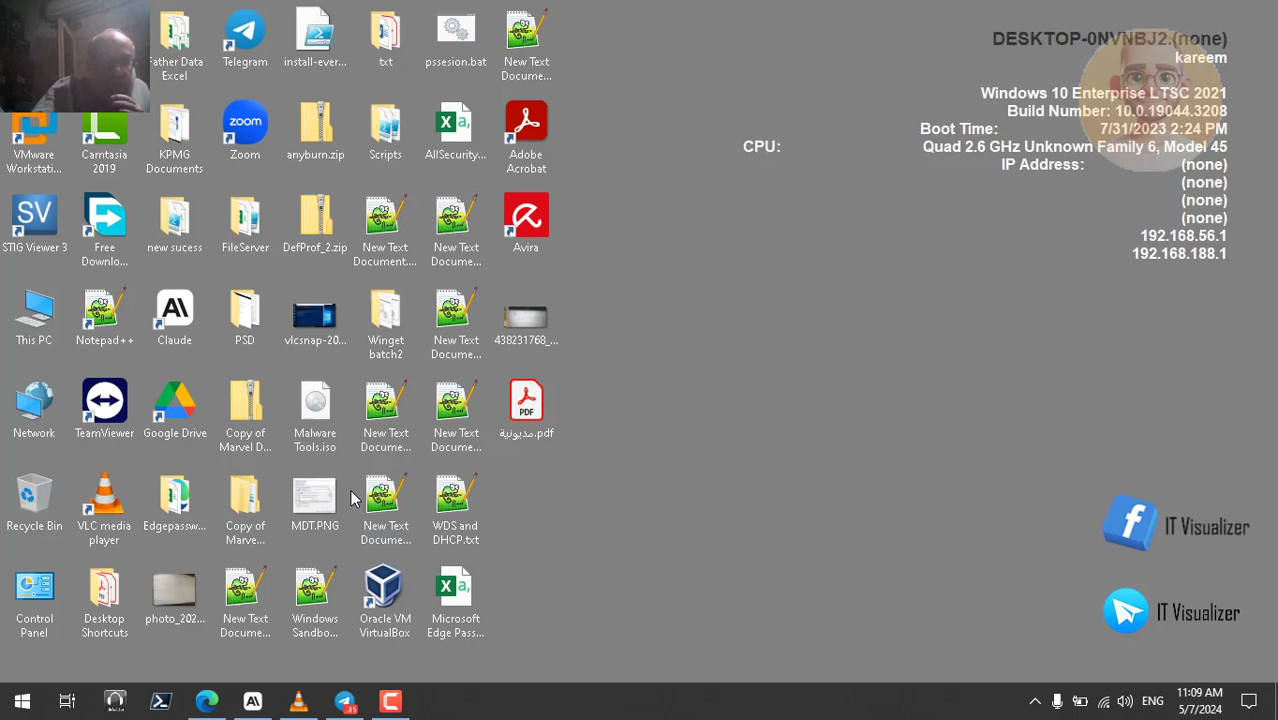 Father Data
Excel
Telegram
install-ever...
txt
pssesion.bat
New Text
Docume...
VMware
Workstati...
Camtasia
2019
KPMG
Documents
Zoom
anyburn.zip
Scripts
AllSecurity...
Adobe
Acrobat
SV
STIG Viewer 3
Free
Downlo...
new sucess
FileServer
DefProf_2.zip
New Text
Document....
New Text
Docume...
Avira
This PC
Notepad++
Claude
PSD
vlcsnap-20...
Winget
batch2
New Text
Docume...
438231768_...
Network
TeamViewer
Google Drive
Copy of
Marvel D...
Malware
Tools.iso
New Text
Docume...
New Text
Docume...
PDF
مديونية.pdf
Recycle Bin
VLC media
player
Edgepassw...
Copy of
Marve...
MDT.PNG
New Text
Docume...
WDS and
DHCP.txt
Control
Panel
Desktop
Shortcuts
photo_202...
New Text
Docume...
Windows
Sandbo...
Oracle VM
VirtualBox
Microsoft
Edge Pass...
DESKTOP-0NVNBJ2.(none)
kareem
Windows 10 Enterprise LTSC 2021
Build Number: 10.0.19044.3208
Boot Time: 7/31/2023 2:24 PM
CPU: Quad 2.6 GHz Unknown Family 6, Model 45
IP Address: (none)
(none)
(none)
(none)
192.168.56.1
192.168.188.1
IT Visualizer
IT Visualizer
35
ENG
11:09 AM
5/7/2024